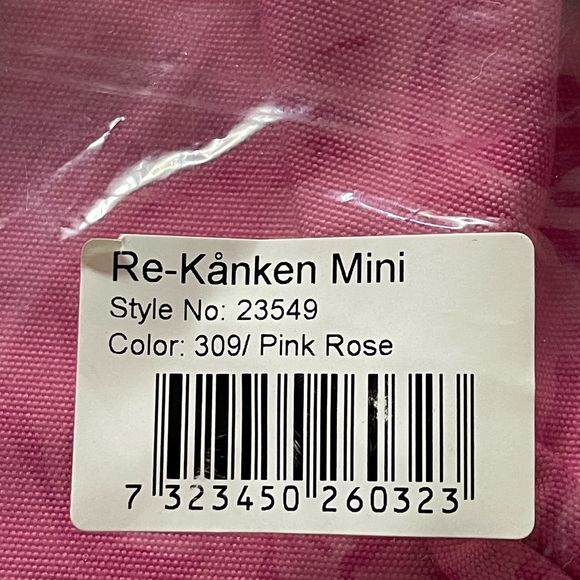 Re-Kånken Mini
Style No: 23549
Color: 309/ Pink Rose
7 323450 260323